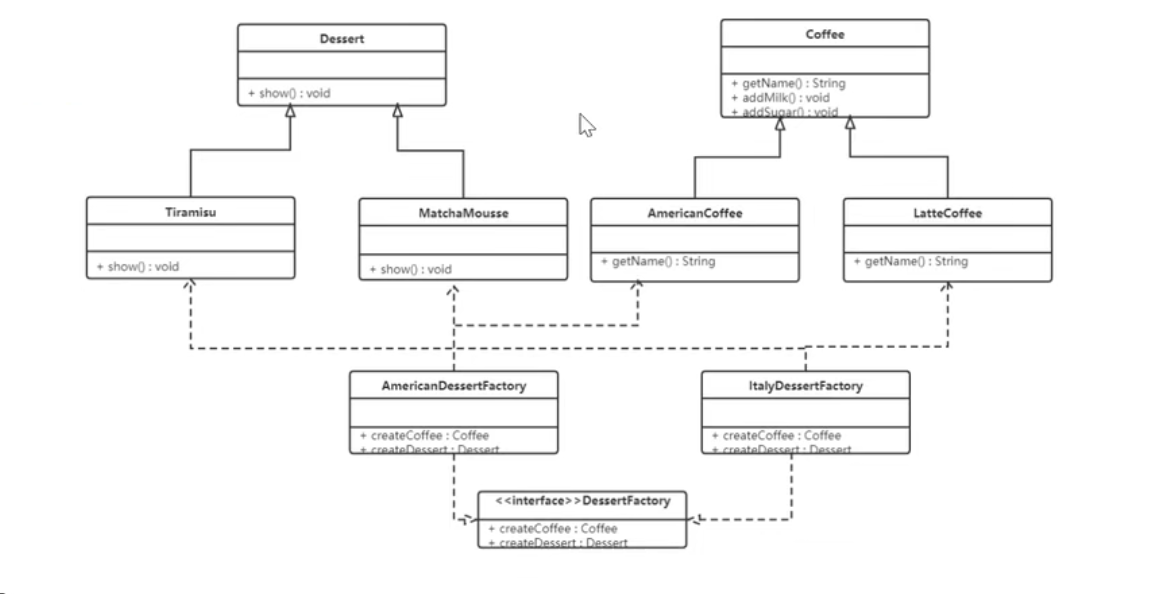 Dessert
+ show() : void
Coffee
+ getName() : String
+ addMilk() : void
+ addSugar() : void
Tiramisu
+ show() : void
MatchaMousse
+ show() : void
AmericanCoffee
+ getName() : String
LatteCoffee
+ getName() : String
AmericanDessertFactory
+ createCoffee : Coffee
+ createDessert : Dessert
ItalyDessertFactory
+ createCoffee : Coffee
+ createDessert : Dessert
<<interface>>DessertFactory
+ createCoffee : Coffee
+ createDessert : Dessert